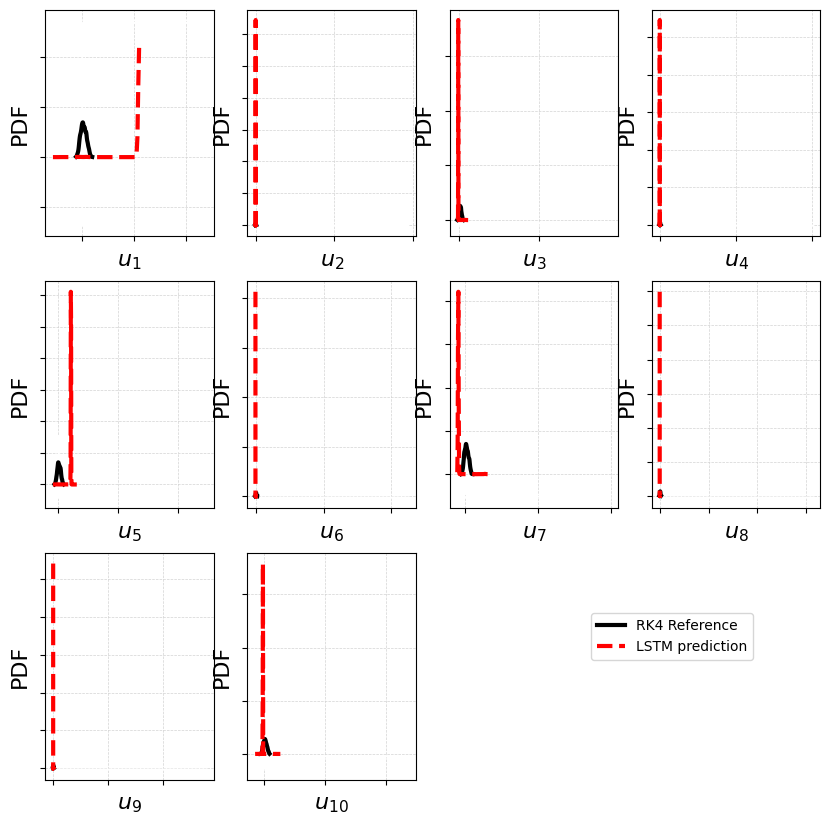 PDF
u₁
PDF
u₂
PDF
u₃
PDF
u₄
PDF
u₅
PDF
u₆
PDF
u₇
PDF
u₈
PDF
u₉
PDF
u₁₀
RK4 Reference
LSTM prediction